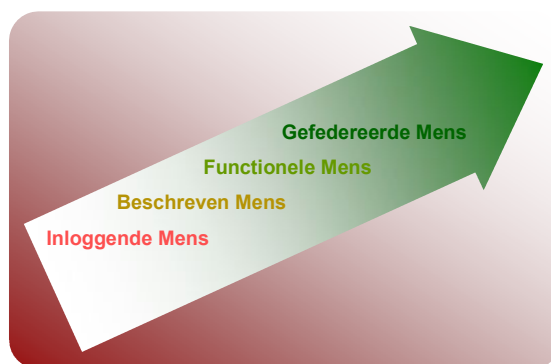 Gefedereerde Mens
Functionele Mens
Beschreven Mens
Inloggende Mens